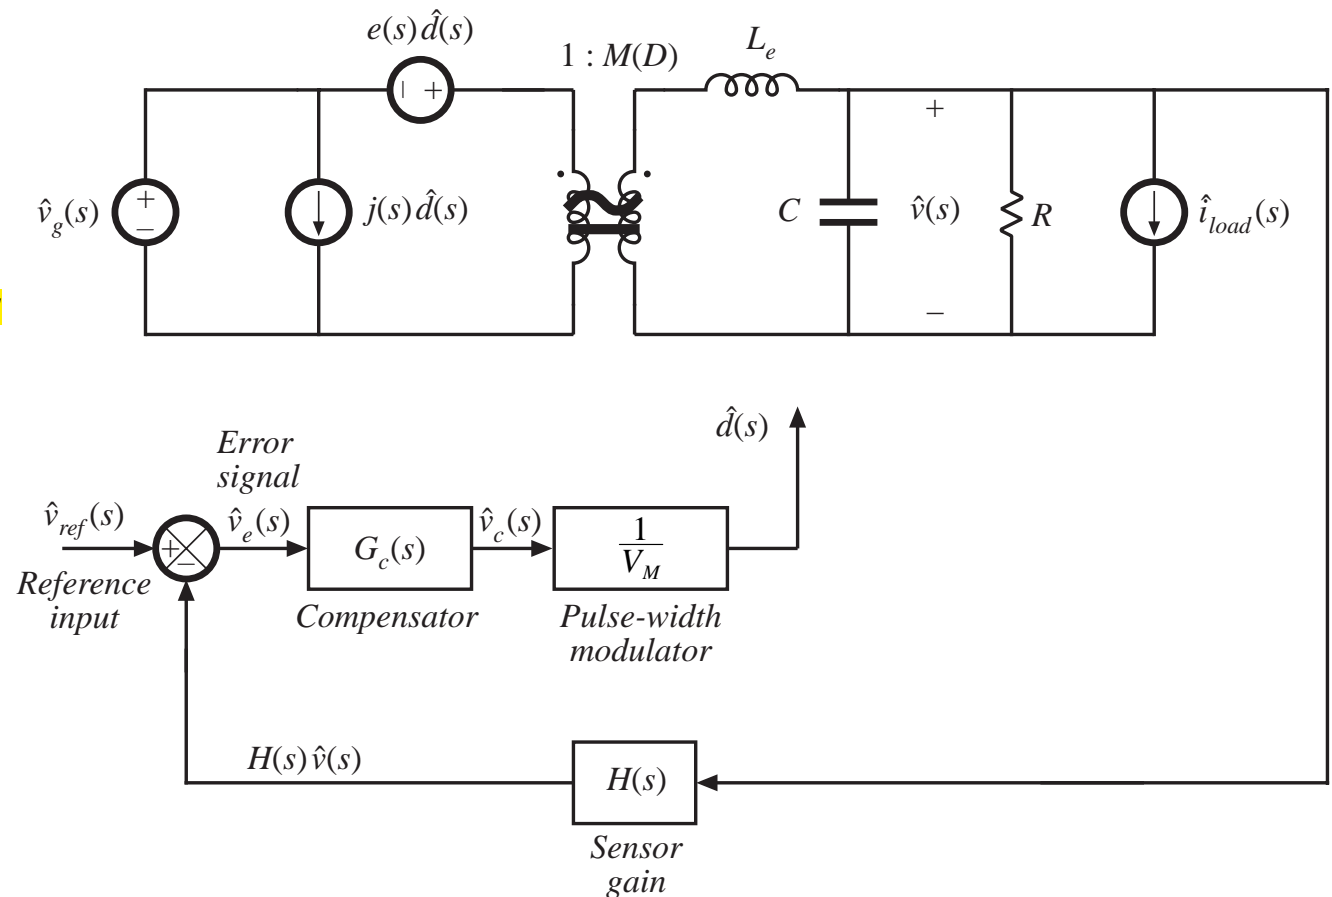 e(s) d̂(s)
1 : M(D)
L_e
+
− +
+
−
v̂_g(s)
j(s) d̂(s)
C
v̂(s)
R
î_load(s)
−
d̂(s)
Error
signal
v̂_ref(s)
v̂_e(s)
v̂_c(s)
+
−
G_c(s)
1
V_M
Reference
input
Compensator
Pulse-width
modulator
H(s) v̂(s)
H(s)
Sensor
gain